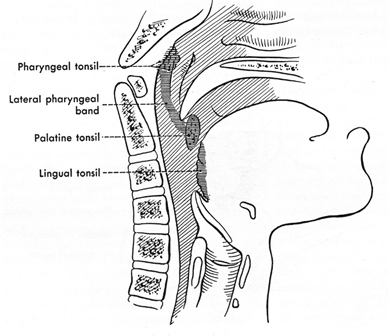 Pharyngeal tonsil
Lateral pharyngeal
band
Palatine tonsil
Lingual tonsil